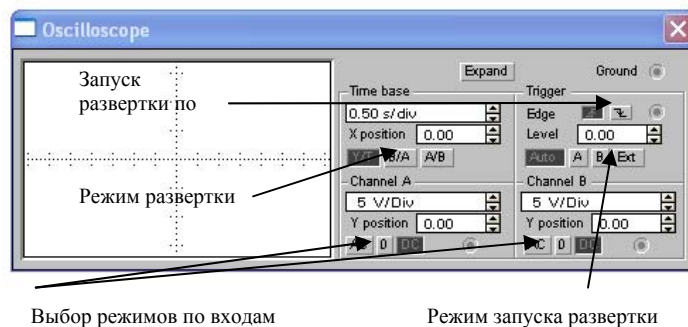 Oscilloscope
Expand
Ground
Запуск
развертки по
Time base
0.50 s/div
X position 0.00
Y/T B/A A/B
Trigger
Edge
Level 0.00
Auto A B Ext
Режим развертки
Channel A
5 V/Div
Y position 0.00
AC 0 DC
Channel B
5 V/Div
Y position 0.00
AC 0 DC
Выбор режимов по входам
Режим запуска развертки